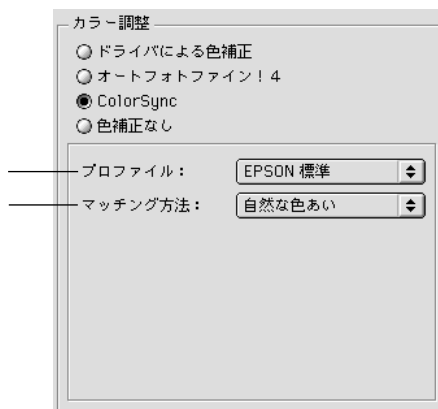 カラー調整
ドライバによる色補正
オートフォトファイン！4
ColorSync
色補正なし
プロファイル： EPSON 標準
マッチング方法： 自然な色あい